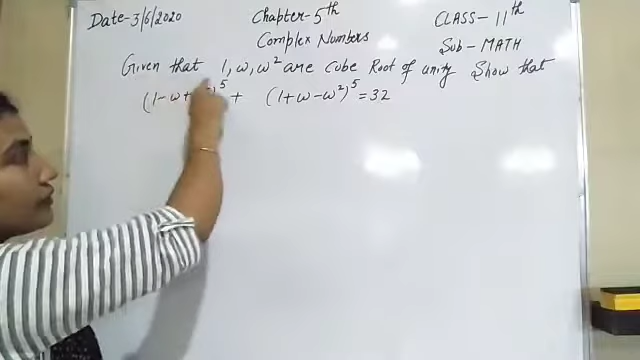 Date-3/6/2020 Chapter-5th CLASS-11th
Complex Numbers Sub-MATH
Given that 1, ω, ω² are cube Root of unity Show that
(1-ω+ )⁵ + (1+ω-ω²)⁵ = 32